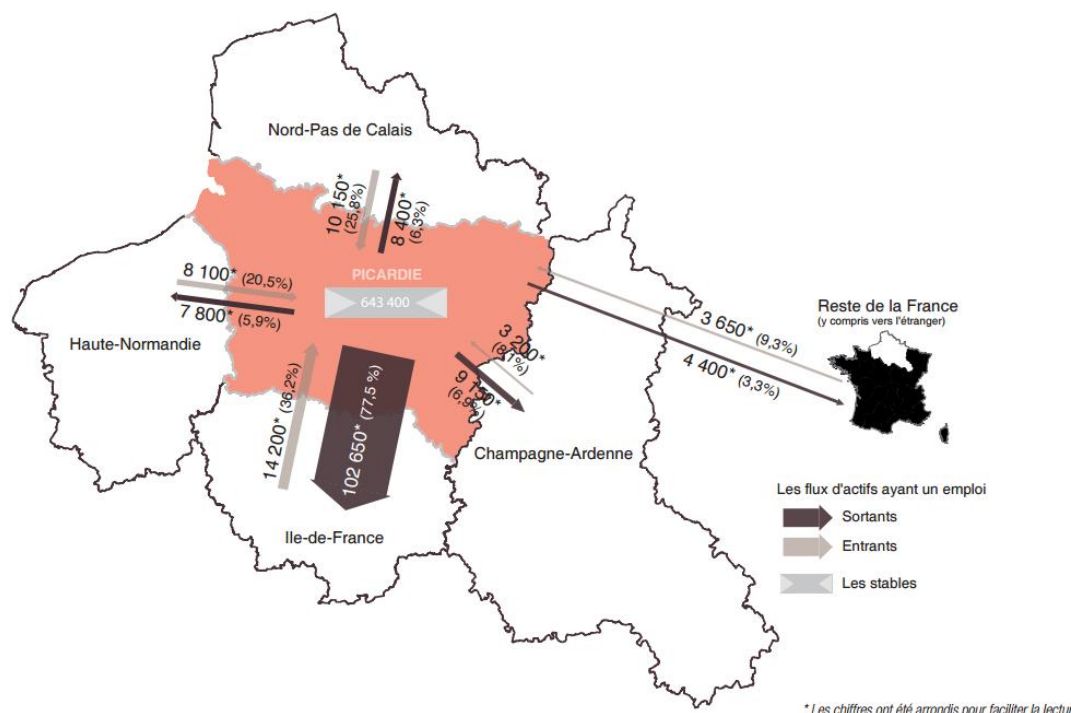 Nord-Pas de Calais
10 150*
(25,8%)
8 400*
(6,3%)
8 100* (20,5%)
7 800* (5,9%)
PICARDIE
643 400
Haute-Normandie
3 200*
(8,1%)
9 150*
(6,9%)
3 650* (9,3%)
4 400* (3,3%)
Reste de la France
(y compris vers l'étranger)
14 200* (36,2%)
102 650* (77,5 %)
Champagne-Ardenne
Ile-de-France
Les flux d'actifs ayant un emploi
Sortants
Entrants
Les stables
* Les chiffres ont été arrondis pour faciliter la lecture